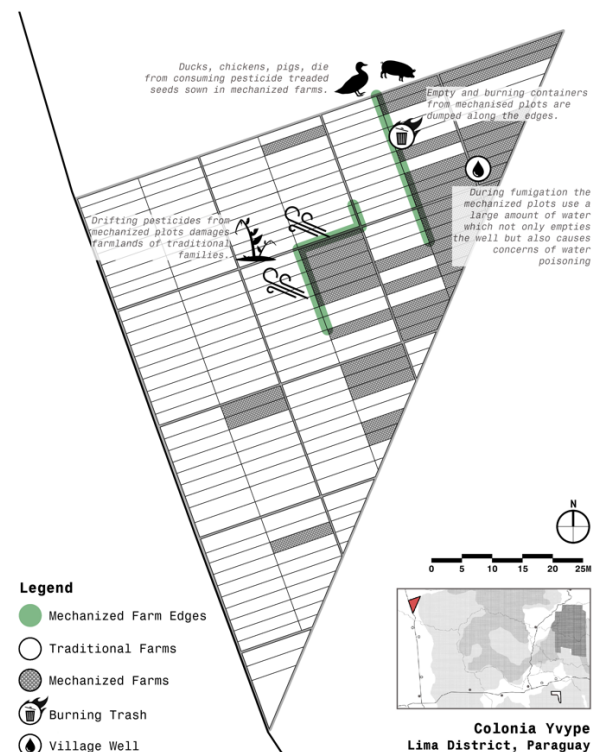 Ducks, chickens, pigs, die
from consuming pesticide treaded
seeds sown in mechanized farms.
Empty and burning containers
from mechanised plots are
dumped along the edges.
During fumigation the
mechanized plots use a
large amount of water
which not only empties
the well but also causes
concerns of water
poisoning
Drifting pesticides from
mechanized plots damages
farmlands of traditional
families.
N
0 5 10 15 20 25M
Legend
Mechanized Farm Edges
Traditional Farms
Mechanized Farms
Burning Trash
Village Well
Colonia Yvype
Lima District, Paraguay